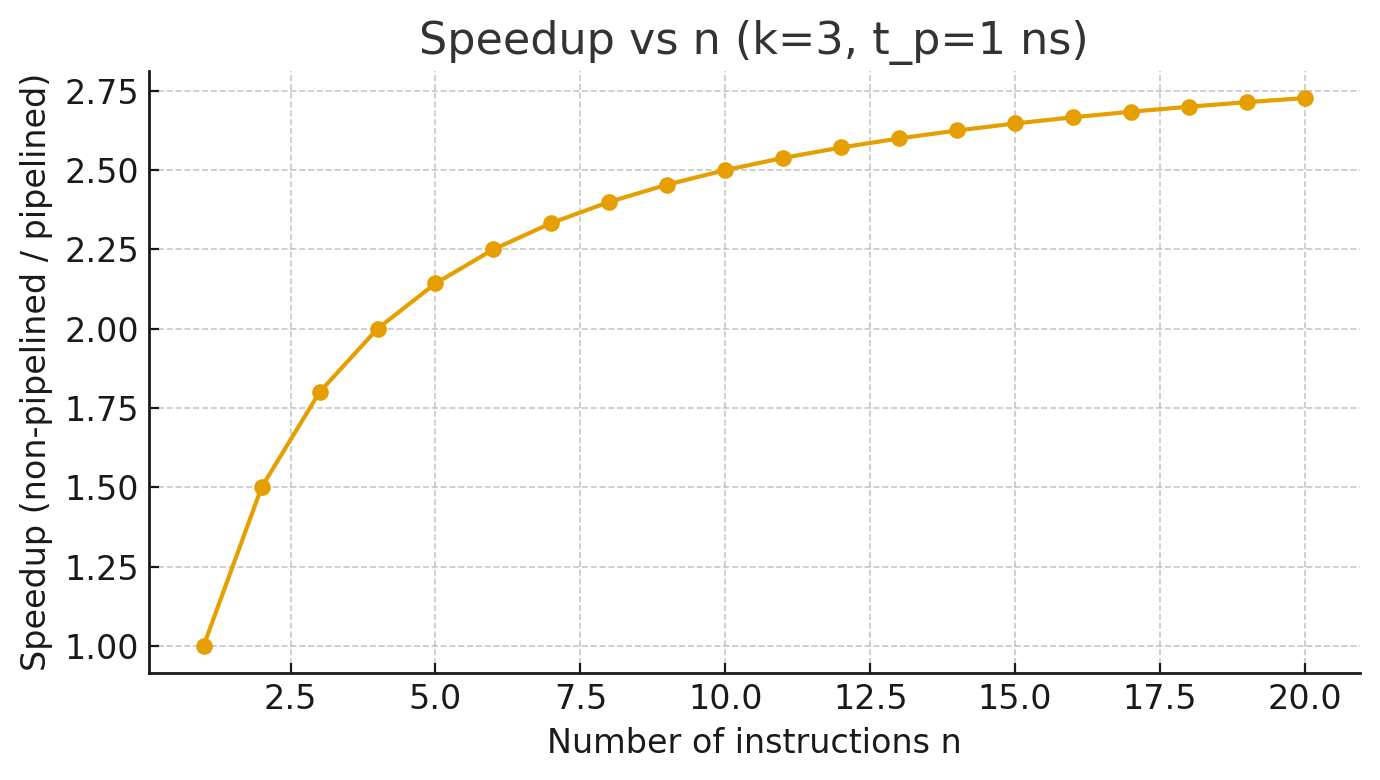 Speedup vs n (k=3, t_p=1 ns)
Speedup (non-pipelined / pipelined)
2.75
2.50
2.25
2.00
1.75
1.50
1.25
1.00
2.5 5.0 7.5 10.0 12.5 15.0 17.5 20.0
Number of instructions n